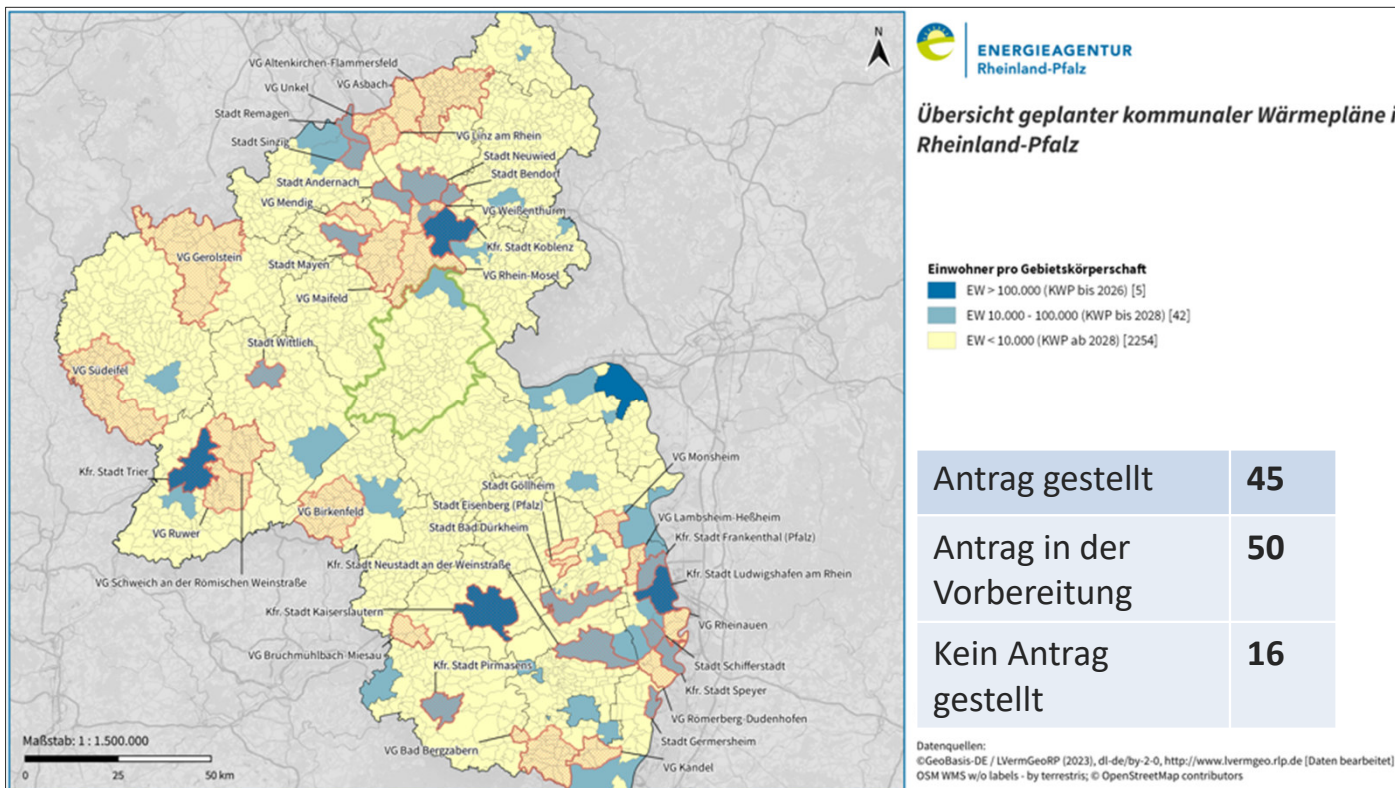 VG Altenkirchen-Flammersfeld
VG Asbach
VG Unkel
Stadt Remagen
VG Linz am Rhein
Stadt Sinzig
Stadt Neuwied
Stadt Andernach
Stadt Bendorf
VG Mendig
VG Weißenthurm
Kfr. Stadt Koblenz
VG Gerolstein
Stadt Mayen
VG Rhein-Mosel
VG Maifeld
Stadt Wittlich
VG Südeifel
Kfr. Stadt Trier
VG Monsheim
Stadt Göllheim
Stadt Eisenberg (Pfalz)
VG Birkenfeld
VG Lambsheim-Heßheim
Stadt Bad Dürkheim
VG Ruwer
Kfr. Stadt Frankenthal (Pfalz)
Kfr. Stadt Neustadt an der Weinstraße
Kfr. Stadt Ludwigshafen am Rhein
VG Schweich an der Römischen Weinstraße
Kfr. Stadt Kaiserslautern
VG Rheinauen
VG Bruchmühlbach-Miesau
Kfr. Stadt Pirmasens
Stadt Schifferstadt
Kfr. Stadt Speyer
VG Römerberg-Dudenhofen
Stadt Germersheim
VG Bad Bergzabern
VG Kandel
N
Maßstab: 1 : 1.500.000
0 25 50 km
ENERGIEAGENTUR
Rheinland-Pfalz
Übersicht geplanter kommunaler Wärmepläne i
Rheinland-Pfalz
Einwohner pro Gebietskörperschaft
EW > 100.000 (KWP bis 2026) [5]
EW 10.000 - 100.000 (KWP bis 2028) [42]
EW < 10.000 (KWP ab 2028) [2254]
Antrag gestellt 45
Antrag in der
Vorbereitung 50
Kein Antrag
gestellt 16
Datenquellen:
©GeoBasis-DE / LVermGeoRP (2023), dl-de/by-2-0, http://www.lvermgeo.rlp.de [Daten bearbeitet]
OSM WMS w/o labels - by terrestris; © OpenStreetMap contributors